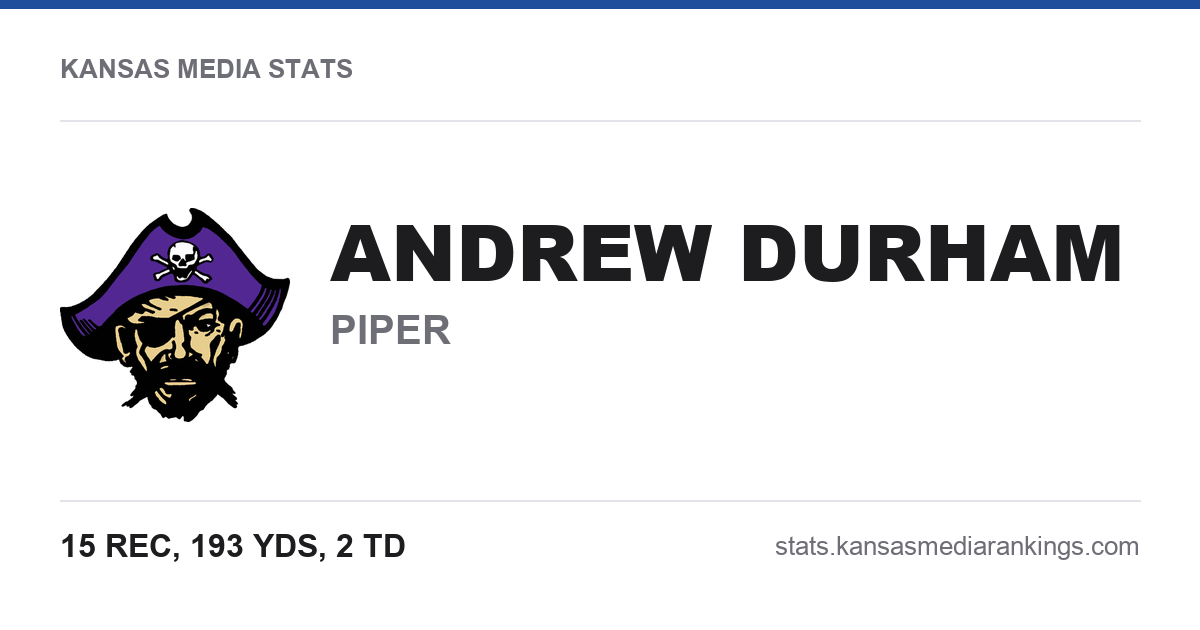 KANSAS MEDIA STATS
ANDREW DURHAM
PIPER
15 REC, 193 YDS, 2 TD
stats.kansasmediarankings.com